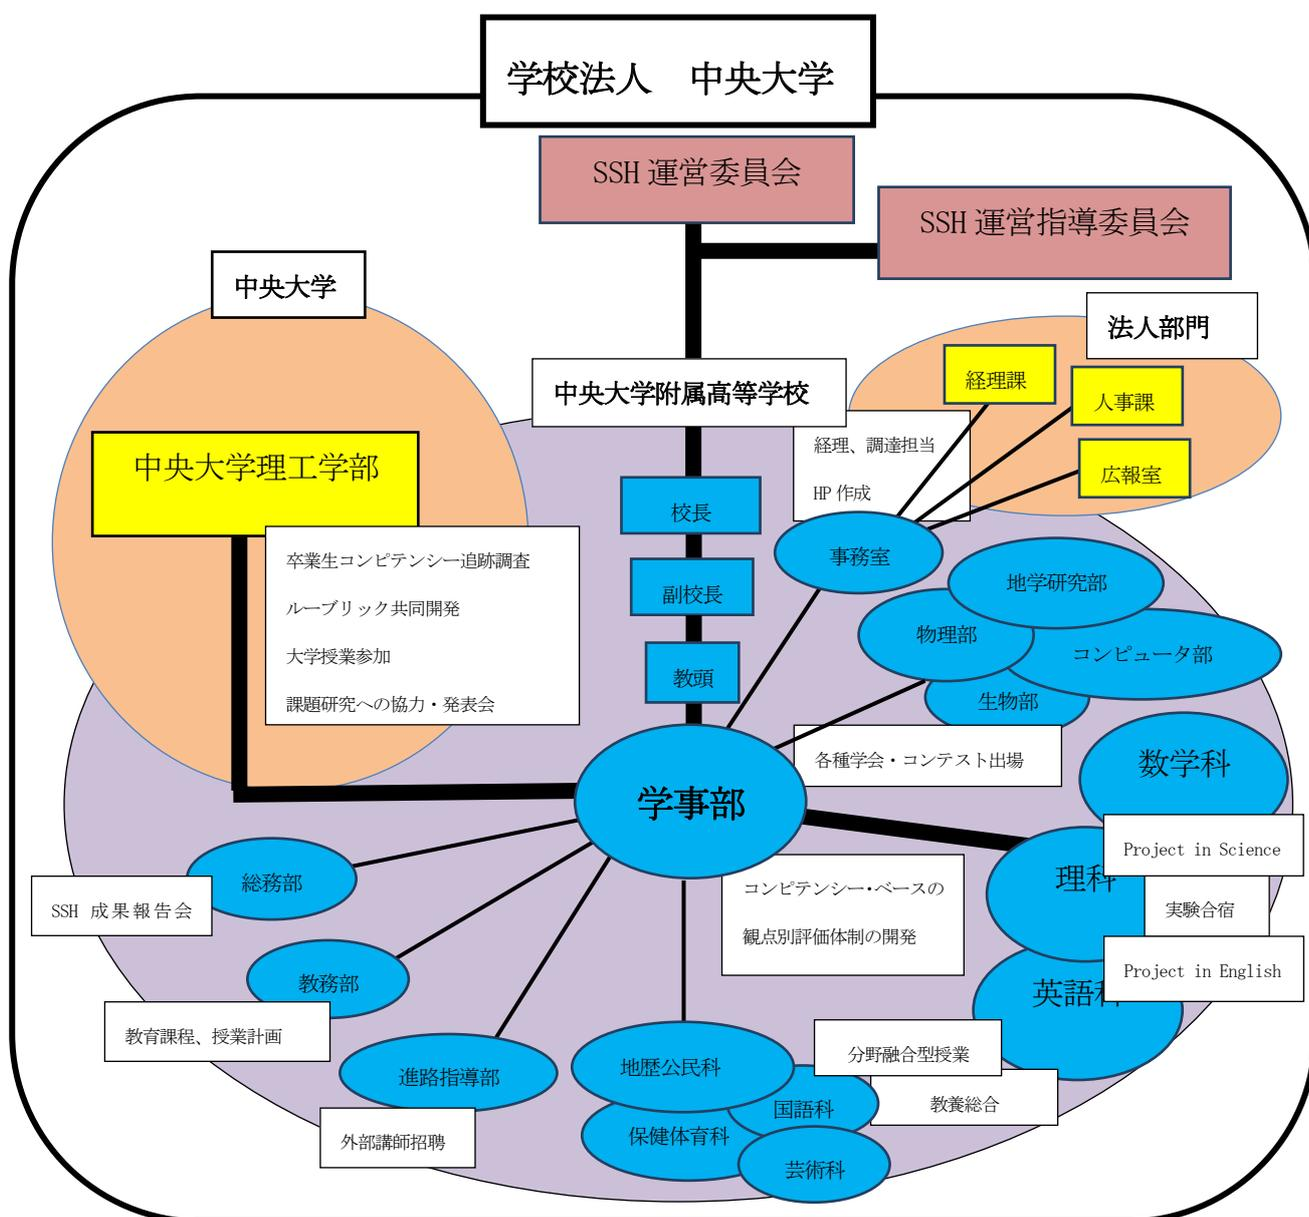 学校法人　中央大学
SSH 運営委員会
SSH 運営指導委員会
中央大学
法人部門
経理課
中央大学附属高等学校
人事課
経理、調達担当
HP 作成
広報室
中央大学理工学部
校長
事務室
卒業生コンピテンシー追跡調査
ルーブリック共同開発
大学授業参加
課題研究への協力・発表会
副校長
教頭
地学研究部
物理部
コンピュータ部
生物部
各種学会・コンテスト出場
数学科
学事部
Project in Science
理科
実験合宿
Project in English
英語科
総務部
SSH 成果報告会
コンピテンシー・ベースの
観点別評価体制の開発
教務部
教育課程、授業計画
進路指導部
外部講師招聘
地歴公民科
分野融合型授業
国語科
教養総合
保健体育科
芸術科